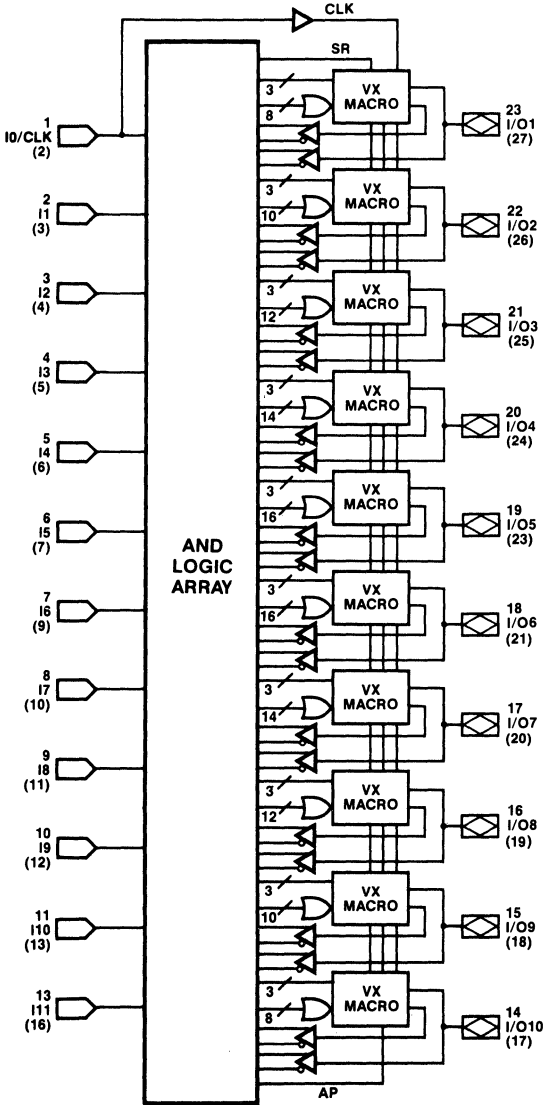 CLK
SR
1
I0/CLK
(2)
2
I1
(3)
3
I2
(4)
4
I3
(5)
5
I4
(6)
6
I5
(7)
7
I6
(9)
8
I7
(10)
9
I8
(11)
10
I9
(12)
11
I10
(13)
13
I11
(16)
AND
LOGIC
ARRAY
3
8
VX
MACRO
23
I/O1
(27)
3
10
VX
MACRO
22
I/O2
(26)
3
12
VX
MACRO
21
I/O3
(25)
3
14
VX
MACRO
20
I/O4
(24)
3
16
VX
MACRO
19
I/O5
(23)
3
16
VX
MACRO
18
I/O6
(21)
3
14
VX
MACRO
17
I/O7
(20)
3
12
VX
MACRO
16
I/O8
(19)
3
10
VX
MACRO
15
I/O9
(18)
3
8
VX
MACRO
14
I/O10
(17)
AP